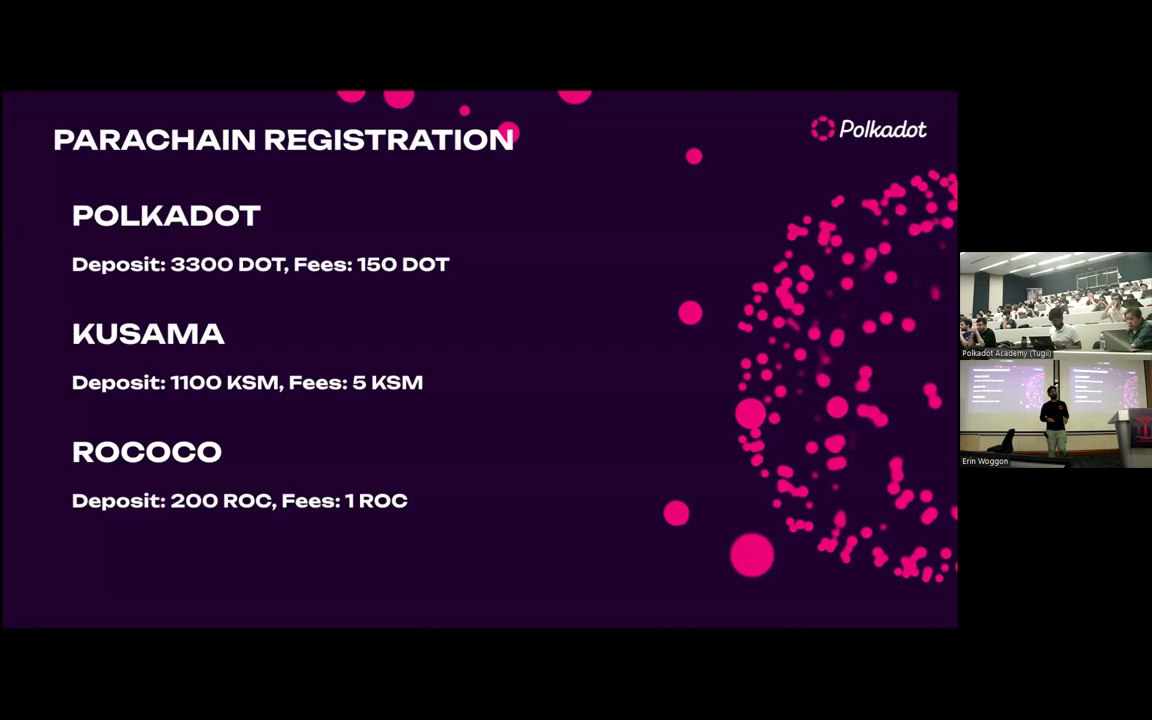 PARACHAIN REGISTRATION
Polkadot
POLKADOT
Deposit: 3300 DOT, Fees: 150 DOT
KUSAMA
Deposit: 1100 KSM, Fees: 5 KSM
ROCOCO
Deposit: 200 ROC, Fees: 1 ROC
Polkadot Academy (Tugii)
Erin Woggon